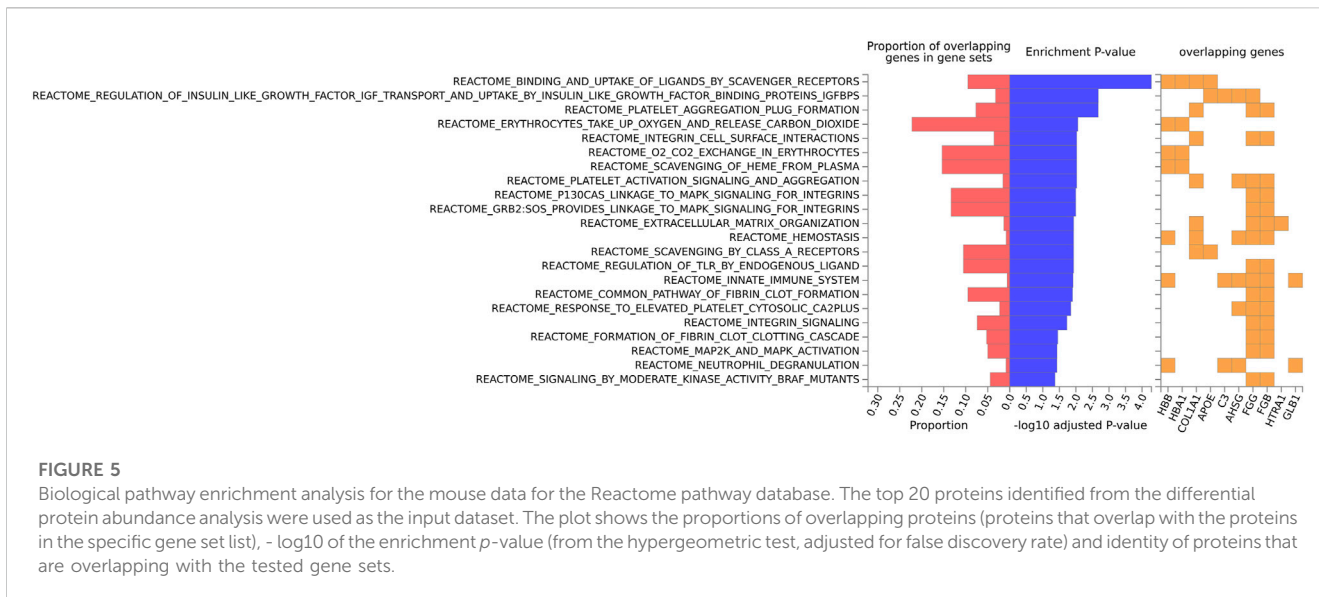 Proportion of overlapping genes in gene sets
Enrichment P-value
overlapping genes
REACTOME_BINDING_AND_UPTAKE_OF_LIGANDS_BY_SCAVENGER_RECEPTORS
REACTOME_REGULATION_OF_INSULIN_LIKE_GROWTH_FACTOR_IGF_TRANSPORT_AND_UPTAKE_BY_INSULIN_LIKE_GROWTH_FACTOR_BINDING_PROTEINS_IGFBPS
REACTOME_PLATELET_AGGREGATION_PLUG_FORMATION
REACTOME_ERYTHROCYTES_TAKE_UP_OXYGEN_AND_RELEASE_CARBON_DIOXIDE
REACTOME_INTEGRIN_CELL_SURFACE_INTERACTIONS
REACTOME_O2_CO2_EXCHANGE_IN_ERYTHROCYTES
REACTOME_SCAVENGING_OF_HEME_FROM_PLASMA
REACTOME_PLATELET_ACTIVATION_SIGNALING_AND_AGGREGATION
REACTOME_P130CAS_LINKAGE_TO_MAPK_SIGNALING_FOR_INTEGRINS
REACTOME_GRB2:SOS_PROVIDES_LINKAGE_TO_MAPK_SIGNALING_FOR_INTEGRINS
REACTOME_EXTRACELLULAR_MATRIX_ORGANIZATION
REACTOME_HEMOSTASIS
REACTOME_SCAVENGING_BY_CLASS_A_RECEPTORS
REACTOME_REGULATION_OF_TLR_BY_ENDOGENOUS_LIGAND
REACTOME_INNATE_IMMUNE_SYSTEM
REACTOME_COMMON_PATHWAY_OF_FIBRIN_CLOT_FORMATION
REACTOME_RESPONSE_TO_ELEVATED_PLATELET_CYTOSOLIC_CA2PLUS
REACTOME_INTEGRIN_SIGNALING
REACTOME_FORMATION_OF_FIBRIN_CLOT_CLOTTING_CASCADE
REACTOME_MAP2K_AND_MAPK_ACTIVATION
REACTOME_NEUTROPHIL_DEGRANULATION
REACTOME_SIGNALING_BY_MODERATE_KINASE_ACTIVITY_BRAF_MUTANTS
0.30 0.25 0.20 0.15 0.10 0.05 0.0 0.5 1.0 1.5 2.0 2.5 3.0 3.5 4.0
HBB HBA1 COL1A1 APOE C3 AHSG FGG FGB HTRA1 GLB1
Proportion
-log10 adjusted P-value
FIGURE 5
Biological pathway enrichment analysis for the mouse data for the Reactome pathway database. The top 20 proteins identified from the differential
protein abundance analysis were used as the input dataset. The plot shows the proportions of overlapping proteins (proteins that overlap with the proteins
in the specific gene set list), - log10 of the enrichment p-value (from the hypergeometric test, adjusted for false discovery rate) and identity of proteins that
are overlapping with the tested gene sets.